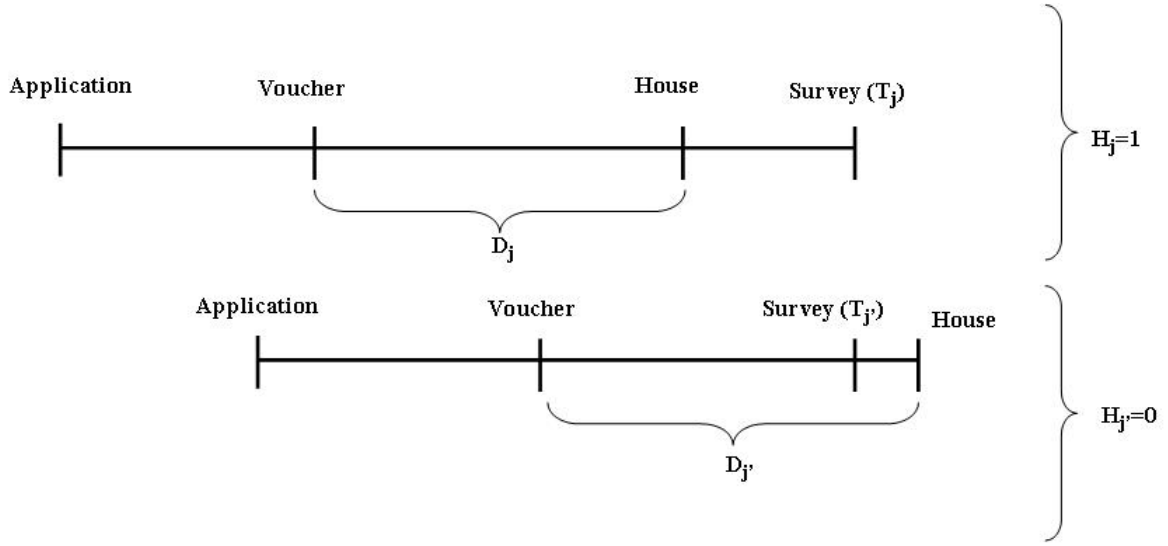 Application
Voucher
House
Survey (Tj)
Hj=1
Dj
Application
Voucher
Survey (Tj')
House
Hj'=0
Dj'